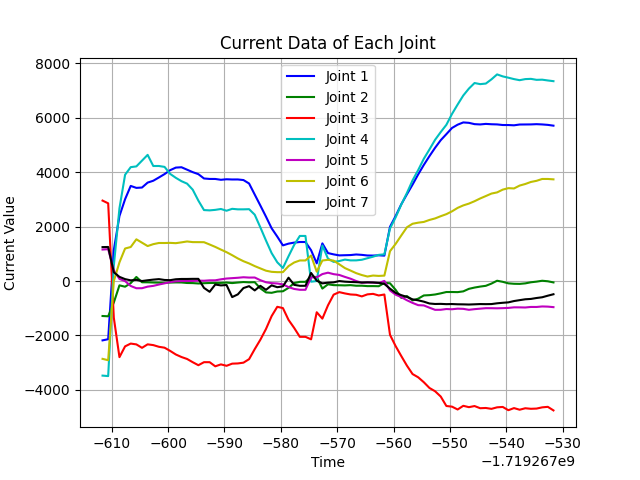 Current Data of Each Joint
8000
6000
4000
2000
0
−2000
−4000
Current Value
Joint 1
Joint 2
Joint 3
Joint 4
Joint 5
Joint 6
Joint 7
−610 −600 −590 −580 −570 −560 −550 −540 −530
Time
−1.719267e9